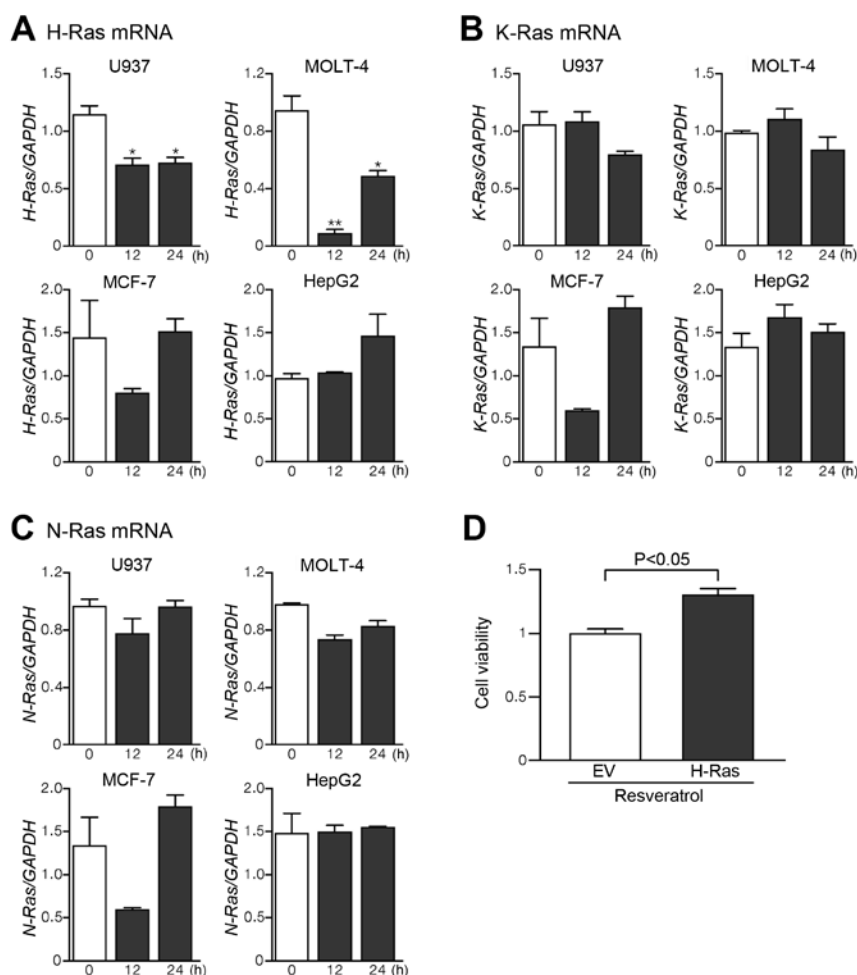 A H-Ras mRNA
U937
H-Ras/GAPDH
1.5
1.0
0.5
0
0 12 24 (h)
* *
MOLT-4
H-Ras/GAPDH
1.2
0.8
0.4
0
0 12 24 (h)
** *
MCF-7
H-Ras/GAPDH
2.0
1.5
1.0
0.5
0
0 12 24 (h)
HepG2
H-Ras/GAPDH
2.0
1.5
1.0
0.5
0
0 12 24 (h)
B K-Ras mRNA
U937
K-Ras/GAPDH
1.5
1.0
0.5
0
0 12 24 (h)
MOLT-4
K-Ras/GAPDH
1.5
1.0
0.5
0
0 12 24 (h)
MCF-7
K-Ras/GAPDH
2.0
1.5
1.0
0.5
0
0 12 24 (h)
HepG2
K-Ras/GAPDH
2.0
1.5
1.0
0.5
0
0 12 24 (h)
C N-Ras mRNA
U937
N-Ras/GAPDH
1.2
0.8
0.4
0
0 12 24 (h)
MOLT-4
N-Ras/GAPDH
1.2
0.8
0.4
0
0 12 24 (h)
MCF-7
N-Ras/GAPDH
2.0
1.5
1.0
0.5
0
0 12 24 (h)
HepG2
N-Ras/GAPDH
2.0
1.5
1.0
0.5
0
0 12 24 (h)
D
P<0.05
Cell viability
1.5
1
0.5
0
EV H-Ras
Resveratrol